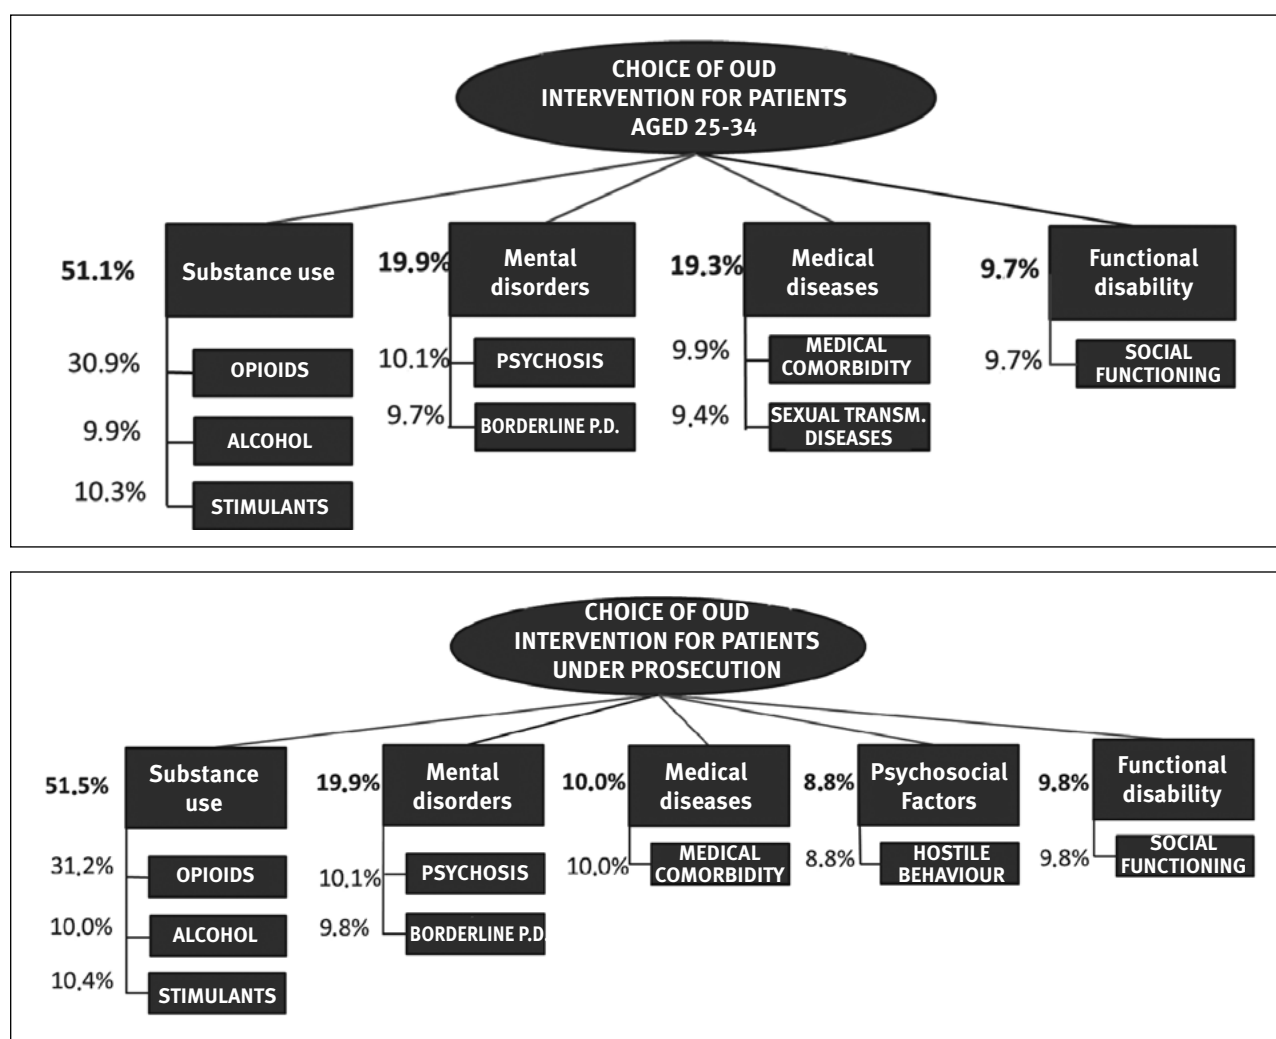 CHOICE OF OUD
INTERVENTION FOR PATIENTS
AGED 25-34
51.1%
Substance use
30.9%
OPIOIDS
9.9%
ALCOHOL
10.3%
STIMULANTS
19.9%
Mental
disorders
10.1%
PSYCHOSIS
9.7%
BORDERLINE P.D.
19.3%
Medical
diseases
9.9%
MEDICAL
COMORBIDITY
9.4%
SEXUAL TRANSM.
DISEASES
9.7%
Functional
disability
9.7%
SOCIAL
FUNCTIONING
CHOICE OF OUD
INTERVENTION FOR PATIENTS
UNDER PROSECUTION
51.5%
Substance
use
31.2%
OPIOIDS
10.0%
ALCOHOL
10.4%
STIMULANTS
19.9%
Mental
disorders
10.1%
PSYCHOSIS
9.8%
BORDERLINE P.D.
10.0%
Medical
diseases
10.0%
MEDICAL
COMORBIDITY
8.8%
Psychosocial
Factors
8.8%
HOSTILE
BEHAVIOUR
9.8%
Functional
disability
9.8%
SOCIAL
FUNCTIONING